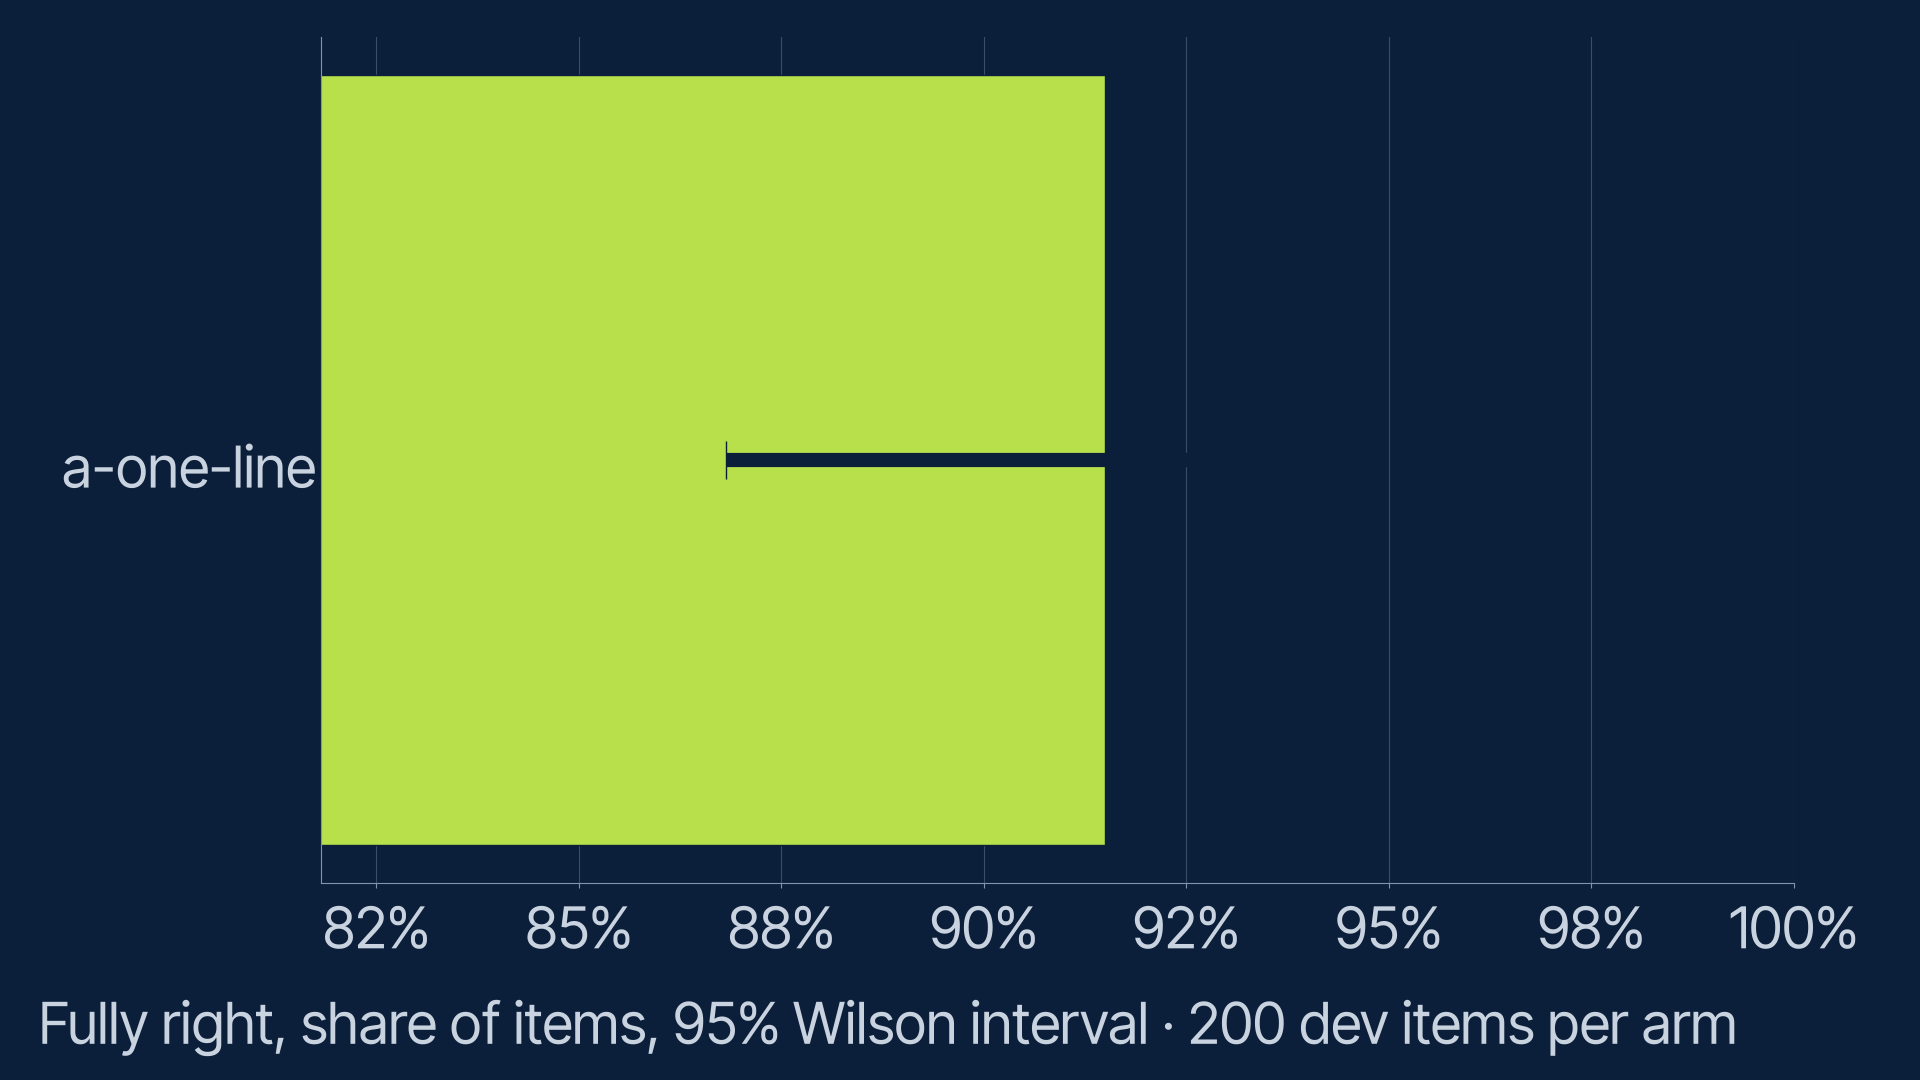 a-one-line
82% 85% 88% 90% 92% 95% 98% 100%
Fully right, share of items, 95% Wilson interval · 200 dev items per arm